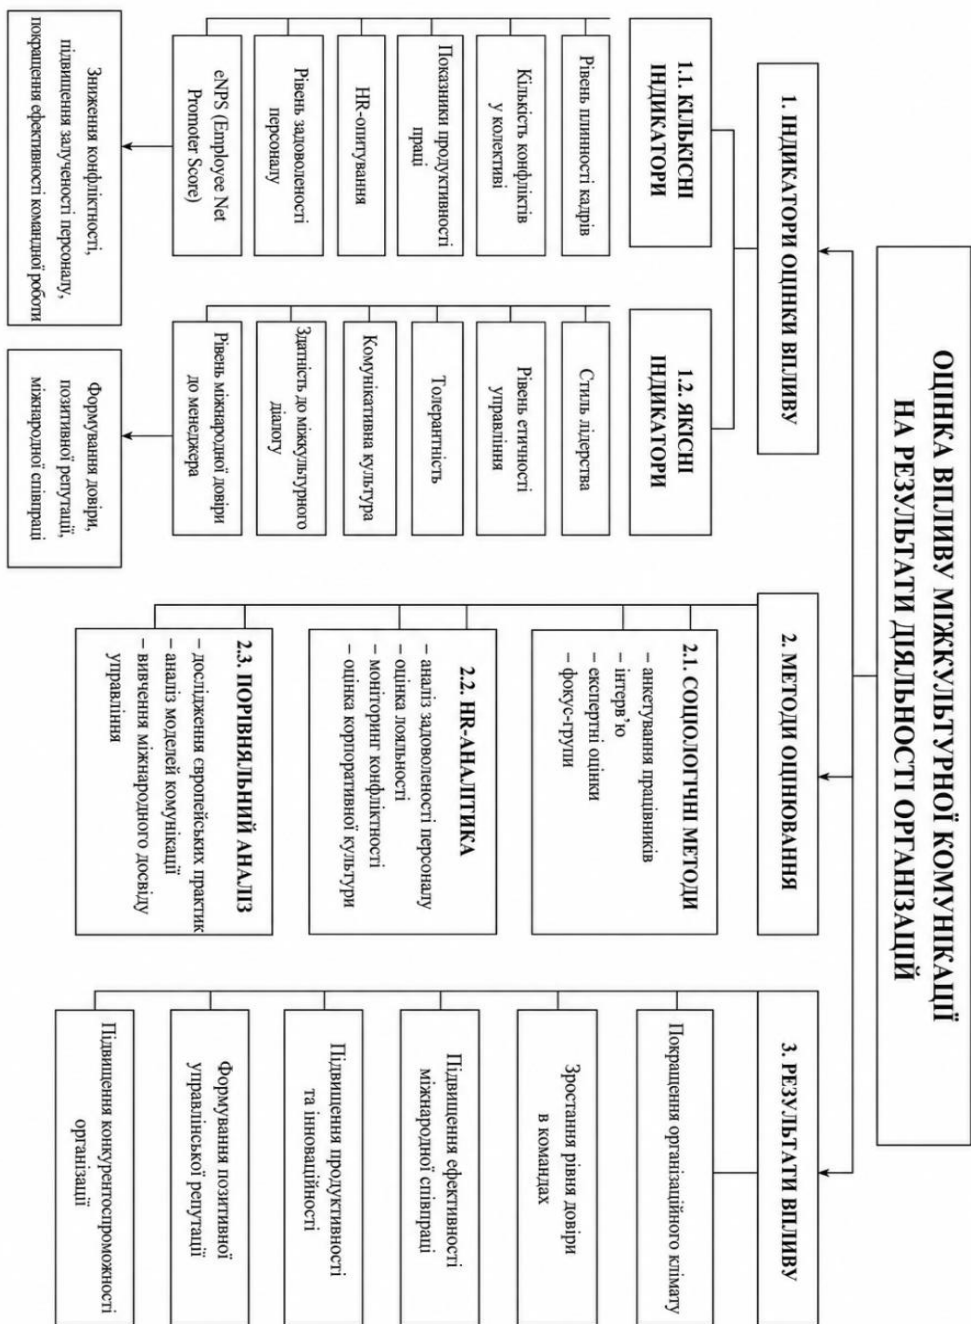 ОЦІНКА ВПЛИВУ МІЖКУЛЬТУРНОЇ КОМУНІКАЦІЇ
НА РЕЗУЛЬТАТИ ДІЯЛЬНОСТІ ОРГАНІЗАЦІЙ
1. ІНДИКАТОРИ ОЦІНКИ ВПЛИВУ
1.1. КІЛЬКІСНІ
ІНДИКАТОРИ
Рівень плинності кадрів
Кількість конфліктів
у колективі
Показники продуктивності
праці
HR-опитування
Рівень задоволеності
персоналу
eNPS (Employee Net
Promoter Score)
Зниження конфліктності,
підвищення залученості персоналу,
покращення ефективності командної роботи
1.2. ЯКІСНІ
ІНДИКАТОРИ
Стиль лідерства
Рівень етичності
управління
Толерантність
Комунікативна культура
Здатність до міжкультурного
діалогу
Рівень міжнародної довіри
до менеджера
Формування довіри,
позитивної репутації,
міжнародної співпраці
2. МЕТОДИ ОЦІНЮВАННЯ
2.1. СОЦІОЛОГІЧНІ МЕТОДИ
– анкетування працівників
– інтерв’ю
– експертні оцінки
– фокус-групи
2.2. HR-АНАЛІТИКА
– аналіз задоволеності персоналу
– оцінка лояльності
– моніторинг конфліктності
– оцінка корпоративної культури
2.3. ПОРІВНЯЛЬНИЙ АНАЛІЗ
– дослідження європейських практик
– аналіз моделей комунікації
– вивчення міжнародного досвіду
управління
3. РЕЗУЛЬТАТИ ВПЛИВУ
Покращення організаційного клімату
Зростання рівня довіри
в командах
Підвищення ефективності
міжнародної співпраці
Підвищення продуктивності
та інноваційності
Формування позитивної
управлінської репутації
Підвищення конкурентоспроможності
організації